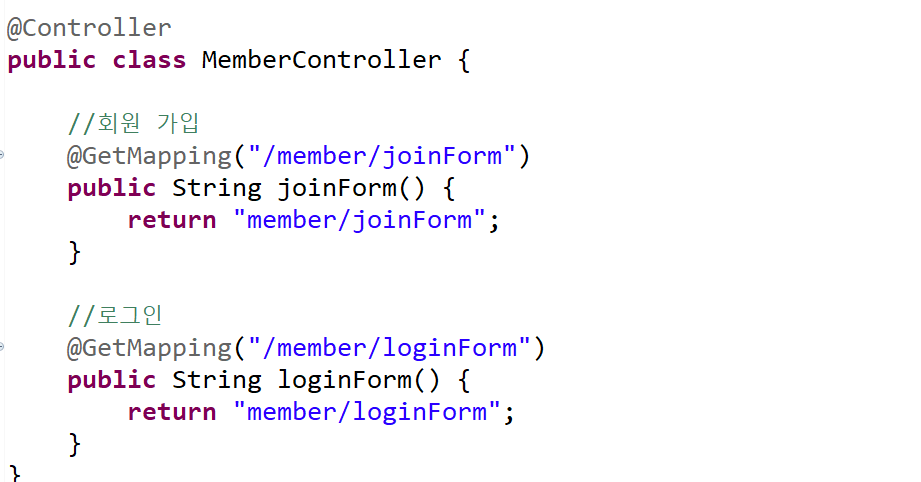 @Controller
public class MemberController {
//회원 가입
@GetMapping("/member/joinForm")
public String joinForm() {
return "member/joinForm";
}
//로그인
@GetMapping("/member/loginForm")
public String loginForm() {
return "member/loginForm";
}
}